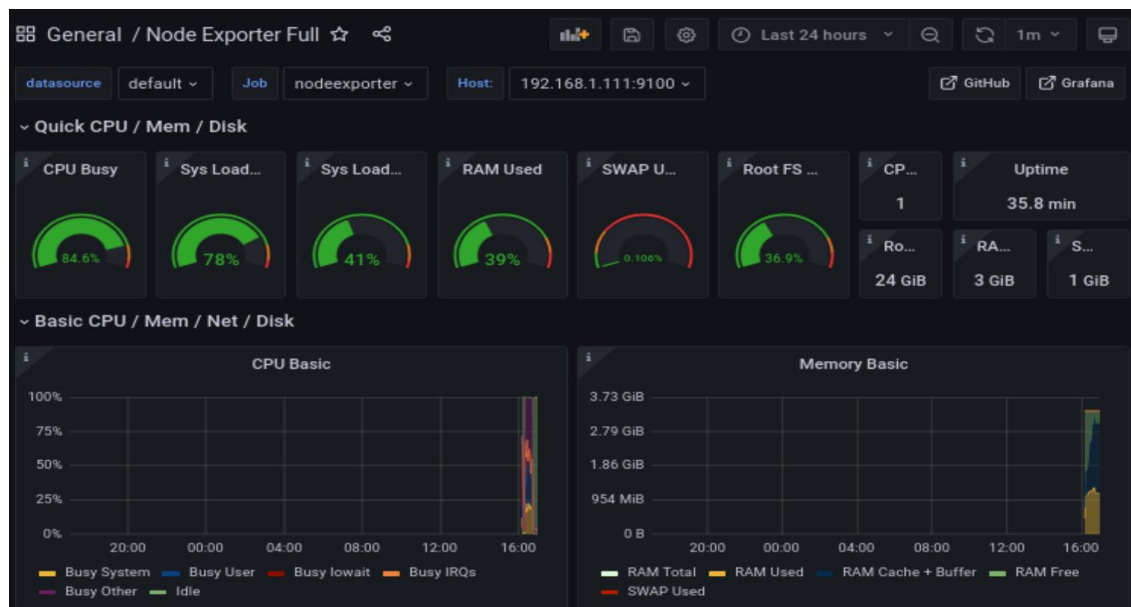 General / Node Exporter Full
Last 24 hours
1m
datasource default Job nodeexporter Host: 192.168.1.111:9100 GitHub Grafana
Quick CPU / Mem / Disk
CPU Busy
84.6%
Sys Load...
78%
Sys Load...
41%
RAM Used
39%
SWAP U...
0.106%
Root FS ...
36.9%
CP...
1
Uptime
35.8 min
Ro...
24 GiB
RA...
3 GiB
S...
1 GiB
Basic CPU / Mem / Net / Disk
CPU Basic
100%
75%
50%
25%
0%
20:00 00:00 04:00 08:00 12:00 16:00
Busy System Busy User Busy Iowait Busy IRQs
Busy Other Idle
Memory Basic
3.73 GiB
2.79 GiB
1.86 GiB
954 MiB
0 B
20:00 00:00 04:00 08:00 12:00 16:00
RAM Total RAM Used RAM Cache + Buffer RAM Free
SWAP Used